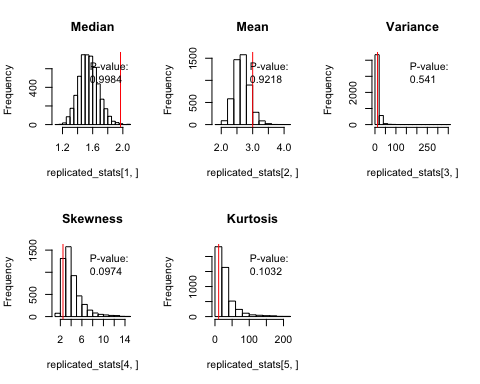 Median
Mean
Variance
Frequency
0
400
P-value:
0.9984
1.2
1.6
2.0
replicated_stats[1, ]
Frequency
0
500
1500
P-value:
0.9218
2.0
3.0
4.0
replicated_stats[2, ]
Frequency
0
2000
P-value:
0.541
0
100
250
replicated_stats[3, ]
Skewness
Kurtosis
Frequency
0
500
1500
P-value:
0.0974
2
6
10
14
replicated_stats[4, ]
Frequency
0
1000
P-value:
0.1032
0
100
200
replicated_stats[5, ]